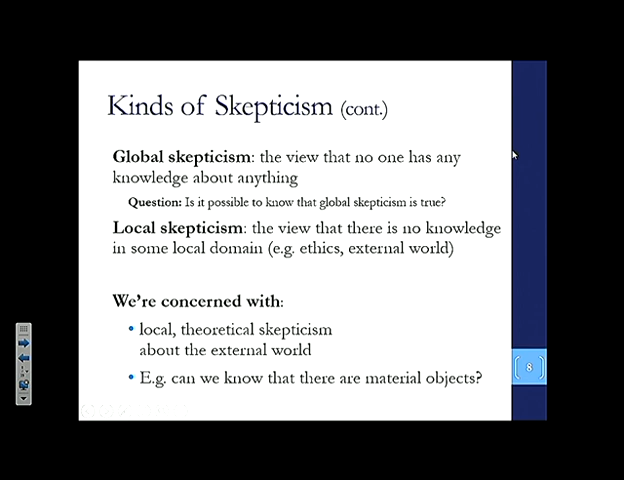 Kinds of Skepticism (cont.)
Global skepticism: the view that no one has any
knowledge about anything
Question: Is it possible to know that global skepticism is true?
Local skepticism: the view that there is no knowledge
in some local domain (e.g. ethics, external world)
We're concerned with:
• local, theoretical skepticism
about the external world
• E.g. can we know that there are material objects?
[ 8 ]